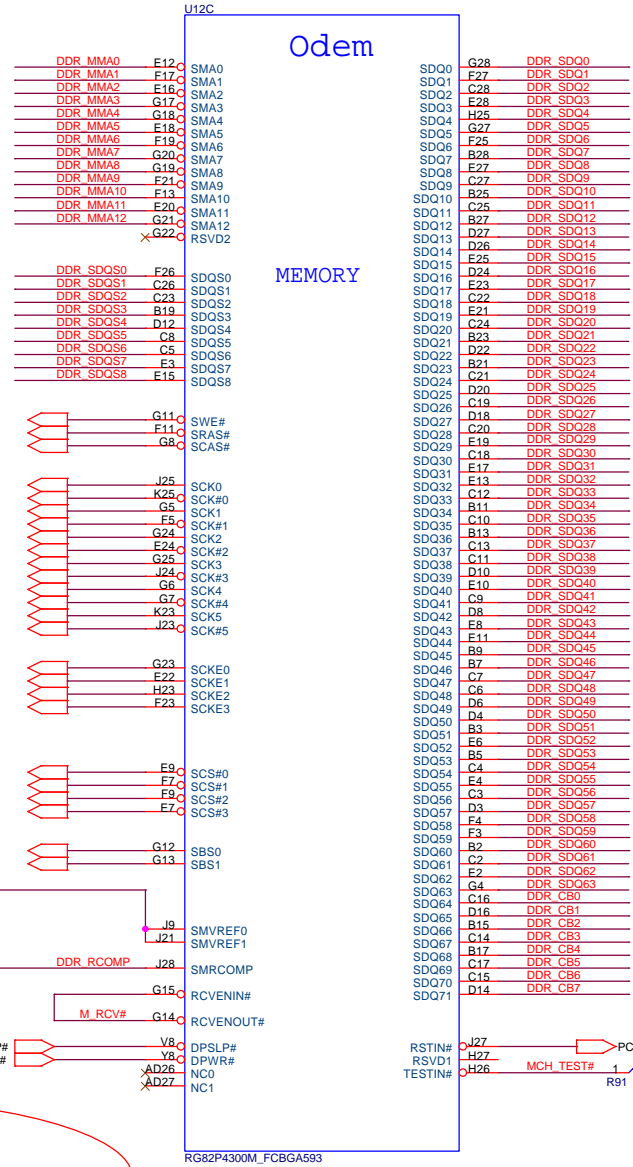 U12C
Odem
MEMORY
DDR_MMA0 E12 SMA0
DDR_MMA1 F17 SMA1
DDR_MMA2 E16 SMA2
DDR_MMA3 G17 SMA3
DDR_MMA4 G18 SMA4
DDR_MMA5 E18 SMA5
DDR_MMA6 F19 SMA6
DDR_MMA7 G20 SMA7
DDR_MMA8 G19 SMA8
DDR_MMA9 F21 SMA9
DDR_MMA10 F13 SMA10
DDR_MMA11 E20 SMA11
DDR_MMA12 G21 SMA12
G22 RSVD2
DDR_SDQS0 F26 SDQS0
DDR_SDQS1 C26 SDQS1
DDR_SDQS2 C23 SDQS2
DDR_SDQS3 B19 SDQS3
DDR_SDQS4 D12 SDQS4
DDR_SDQS5 C8 SDQS5
DDR_SDQS6 C5 SDQS6
DDR_SDQS7 E3 SDQS7
DDR_SDQS8 E15 SDQS8
G11 SWE#
F11 SRAS#
G8 SCAS#
J25 SCK0
K25 SCK#0
G5 SCK1
F5 SCK#1
G24 SCK2
E24 SCK#2
G25 SCK3
J24 SCK#3
G6 SCK4
G7 SCK#4
K23 SCK5
J23 SCK#5
G23 SCKE0
E22 SCKE1
H23 SCKE2
F23 SCKE3
E9 SCS#0
F7 SCS#1
F9 SCS#2
E7 SCS#3
G12 SBS0
G13 SBS1
J9 SMVREF0
J21 SMVREF1
DDR_RCOMP J28 SMRCOMP
G15 RCVENIN#
M_RCV# G14 RCVENOUT#
P# V8 DPSLP#
# Y8 DPWR#
AD26 NC0
AD27 NC1
SDQ0 G28 DDR_SDQ0
SDQ1 F27 DDR_SDQ1
SDQ2 C28 DDR_SDQ2
SDQ3 E28 DDR_SDQ3
SDQ4 H25 DDR_SDQ4
SDQ5 G27 DDR_SDQ5
SDQ6 F25 DDR_SDQ6
SDQ7 B28 DDR_SDQ7
SDQ8 E27 DDR_SDQ8
SDQ9 C27 DDR_SDQ9
SDQ10 B25 DDR_SDQ10
SDQ11 C25 DDR_SDQ11
SDQ12 B27 DDR_SDQ12
SDQ13 D27 DDR_SDQ13
SDQ14 D26 DDR_SDQ14
SDQ15 E25 DDR_SDQ15
SDQ16 D24 DDR_SDQ16
SDQ17 E23 DDR_SDQ17
SDQ18 C22 DDR_SDQ18
SDQ19 E21 DDR_SDQ19
SDQ20 C24 DDR_SDQ20
SDQ21 B23 DDR_SDQ21
SDQ22 D22 DDR_SDQ22
SDQ23 B21 DDR_SDQ23
SDQ24 C21 DDR_SDQ24
SDQ25 D20 DDR_SDQ25
SDQ26 C19 DDR_SDQ26
SDQ27 D18 DDR_SDQ27
SDQ28 C20 DDR_SDQ28
SDQ29 E19 DDR_SDQ29
SDQ30 C18 DDR_SDQ30
SDQ31 E17 DDR_SDQ31
SDQ32 E13 DDR_SDQ32
SDQ33 C12 DDR_SDQ33
SDQ34 B11 DDR_SDQ34
SDQ35 C10 DDR_SDQ35
SDQ36 B13 DDR_SDQ36
SDQ37 C13 DDR_SDQ37
SDQ38 C11 DDR_SDQ38
SDQ39 D10 DDR_SDQ39
SDQ40 E10 DDR_SDQ40
SDQ41 C9 DDR_SDQ41
SDQ42 D8 DDR_SDQ42
SDQ43 E8 DDR_SDQ43
SDQ44 E11 DDR_SDQ44
SDQ45 B9 DDR_SDQ45
SDQ46 B7 DDR_SDQ46
SDQ47 C7 DDR_SDQ47
SDQ48 C6 DDR_SDQ48
SDQ49 D6 DDR_SDQ49
SDQ50 D4 DDR_SDQ50
SDQ51 B3 DDR_SDQ51
SDQ52 E6 DDR_SDQ52
SDQ53 B5 DDR_SDQ53
SDQ54 C4 DDR_SDQ54
SDQ55 E4 DDR_SDQ55
SDQ56 C3 DDR_SDQ56
SDQ57 D3 DDR_SDQ57
SDQ58 F4 DDR_SDQ58
SDQ59 F3 DDR_SDQ59
SDQ60 B2 DDR_SDQ60
SDQ61 C2 DDR_SDQ61
SDQ62 E2 DDR_SDQ62
SDQ63 G4 DDR_SDQ63
SDQ64 C16 DDR_CB0
SDQ65 D16 DDR_CB1
SDQ66 B15 DDR_CB2
SDQ67 C14 DDR_CB3
SDQ68 B17 DDR_CB4
SDQ69 C17 DDR_CB5
SDQ70 C15 DDR_CB6
SDQ71 D14 DDR_CB7
RSTIN# J27 PC
RSVD1 H27
TESTIN# H26 MCH_TEST# 1
R91
RG82P4300M_FCBGA593